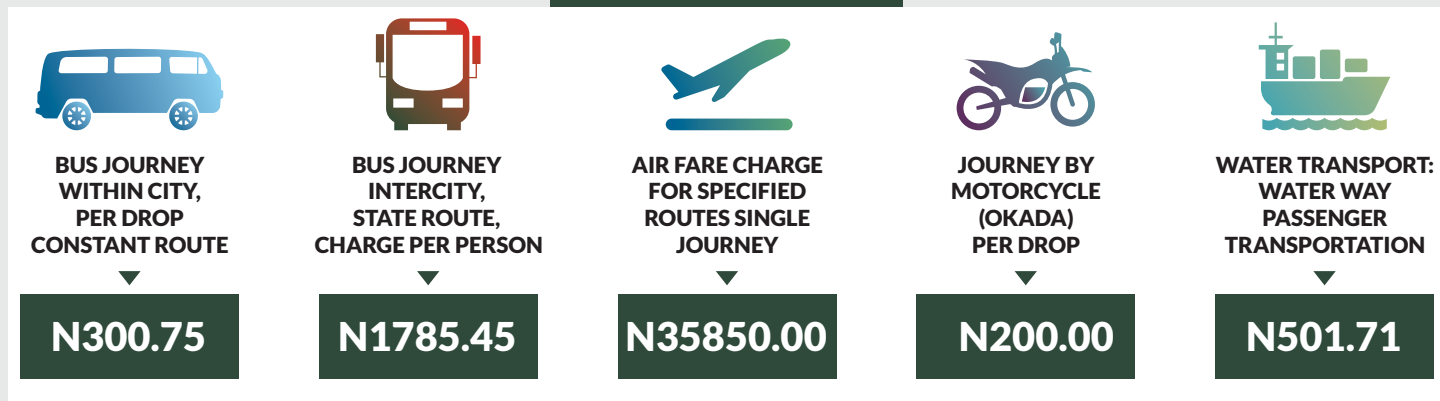 BUS JOURNEY
WITHIN CITY,
PER DROP
CONSTANT ROUTE
N300.75
BUS JOURNEY
INTERCITY,
STATE ROUTE,
CHARGE PER PERSON
N1785.45
AIR FARE CHARGE
FOR SPECIFIED
ROUTES SINGLE
JOURNEY
N35850.00
JOURNEY BY
MOTORCYCLE
(OKADA)
PER DROP
N200.00
WATER TRANSPORT:
WATER WAY
PASSENGER
TRANSPORTATION
N501.71